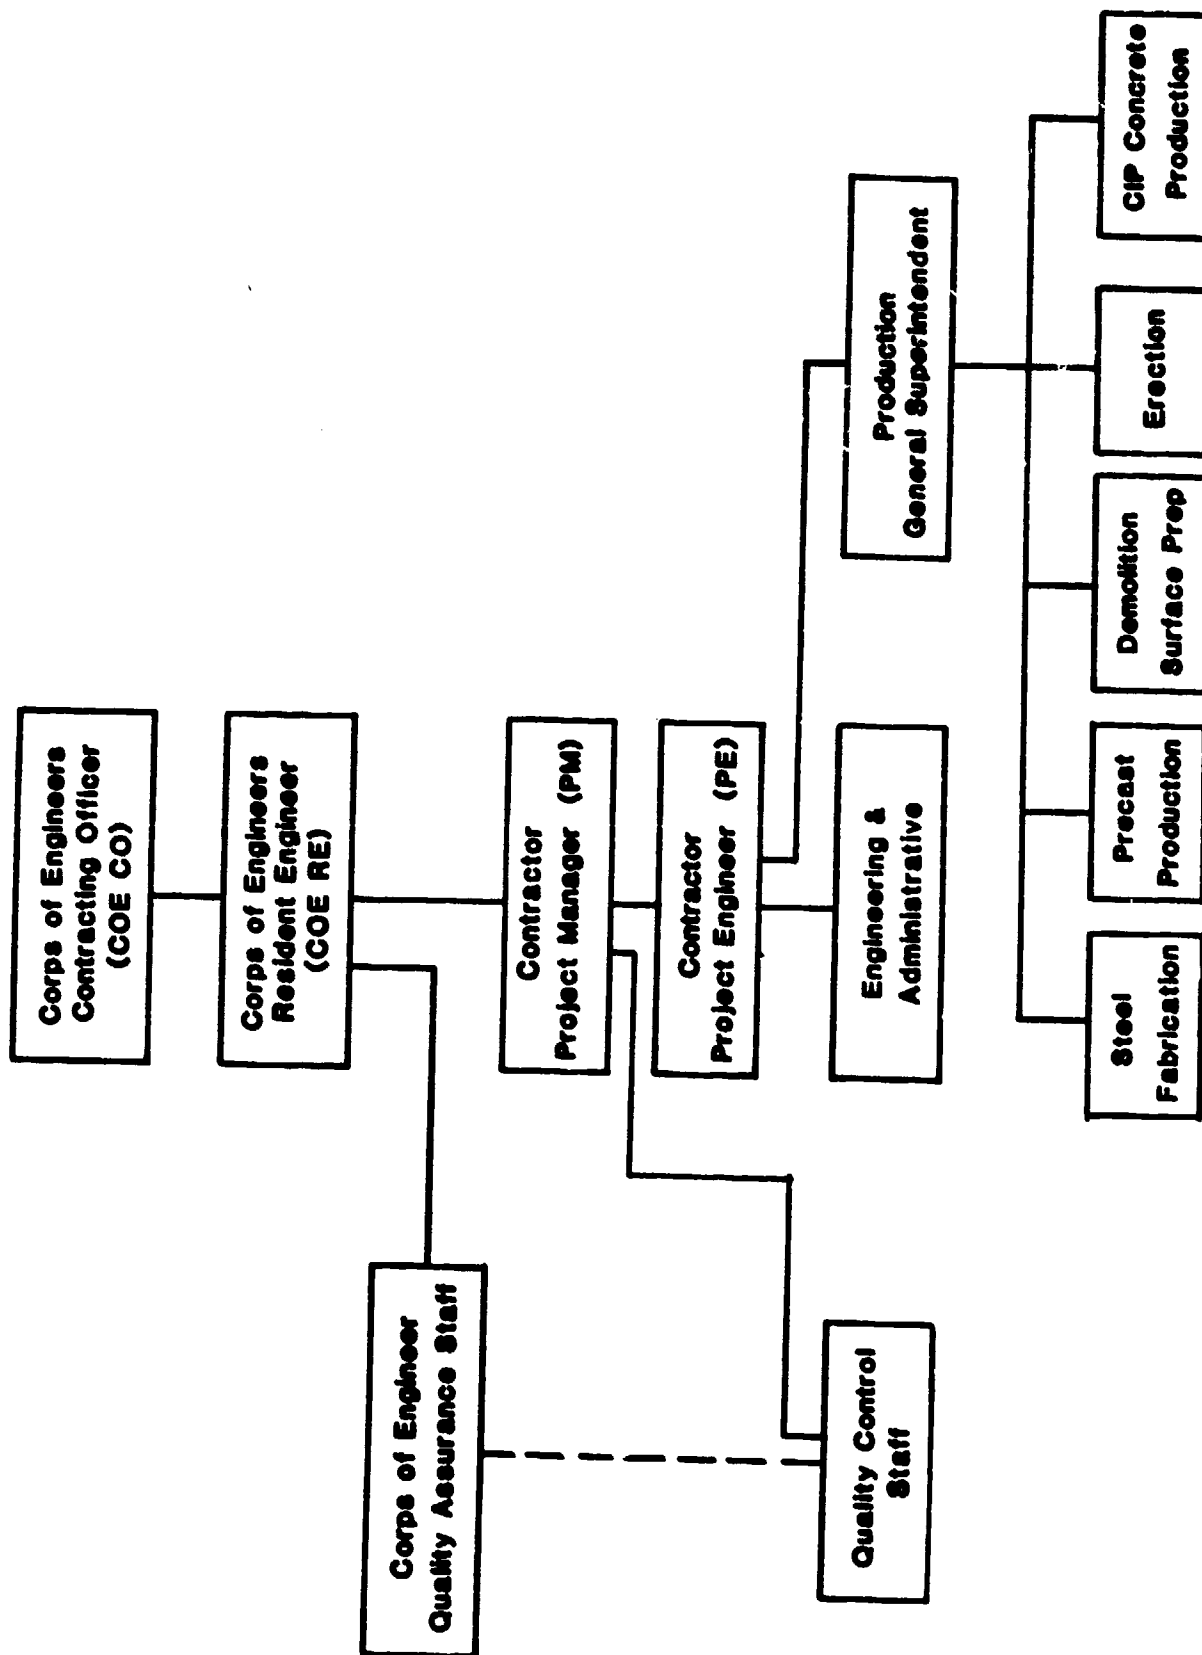 Corps of Engineers
Contracting Officer
(COE CO)
Corps of Engineers
Resident Engineer
(COE RE)
Corps of Engineer
Quality Assurance Staff
Contractor
Project Manager (PM)
Contractor
Project Engineer (PE)
Quality Control
Staff
Engineering &
Administrative
Production
General Superintendent
Steel
Fabrication
Precast
Production
Demolition
Surface Prep
Erection
CIP Concrete
Production